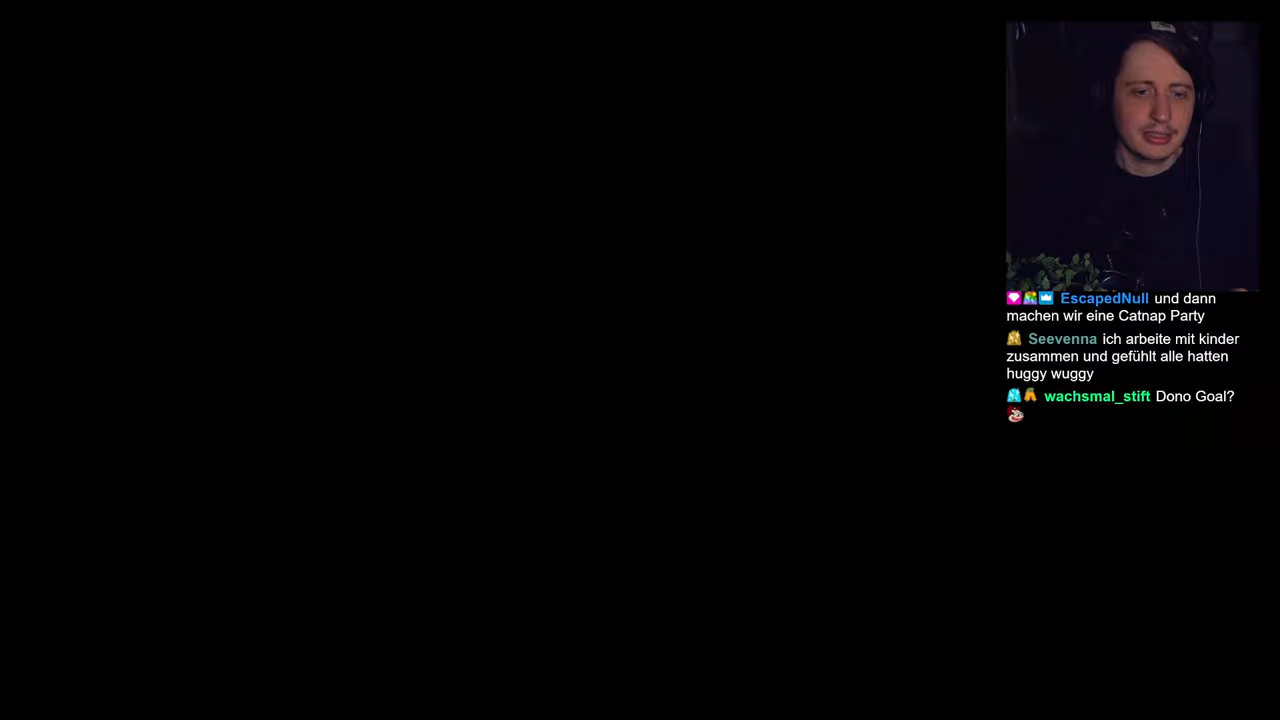 EscapedNull und dann
machen wir eine Catnap Party
Seevenna ich arbeite mit kinder
zusammen und gefühlt alle hatten
huggy wuggy
wachsmal_stift Dono Goal?